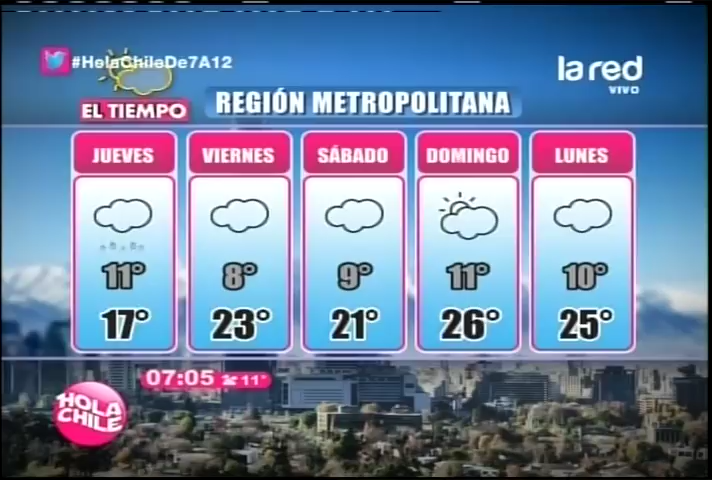 #HolaChileDe7A12
la red
VIVO
EL TIEMPO
REGIÓN METROPOLITANA
JUEVES VIERNES SÁBADO DOMINGO LUNES
11° 8° 9° 11° 10°
17° 23° 21° 26° 25°
07:05 11°
HOLA
CHILE